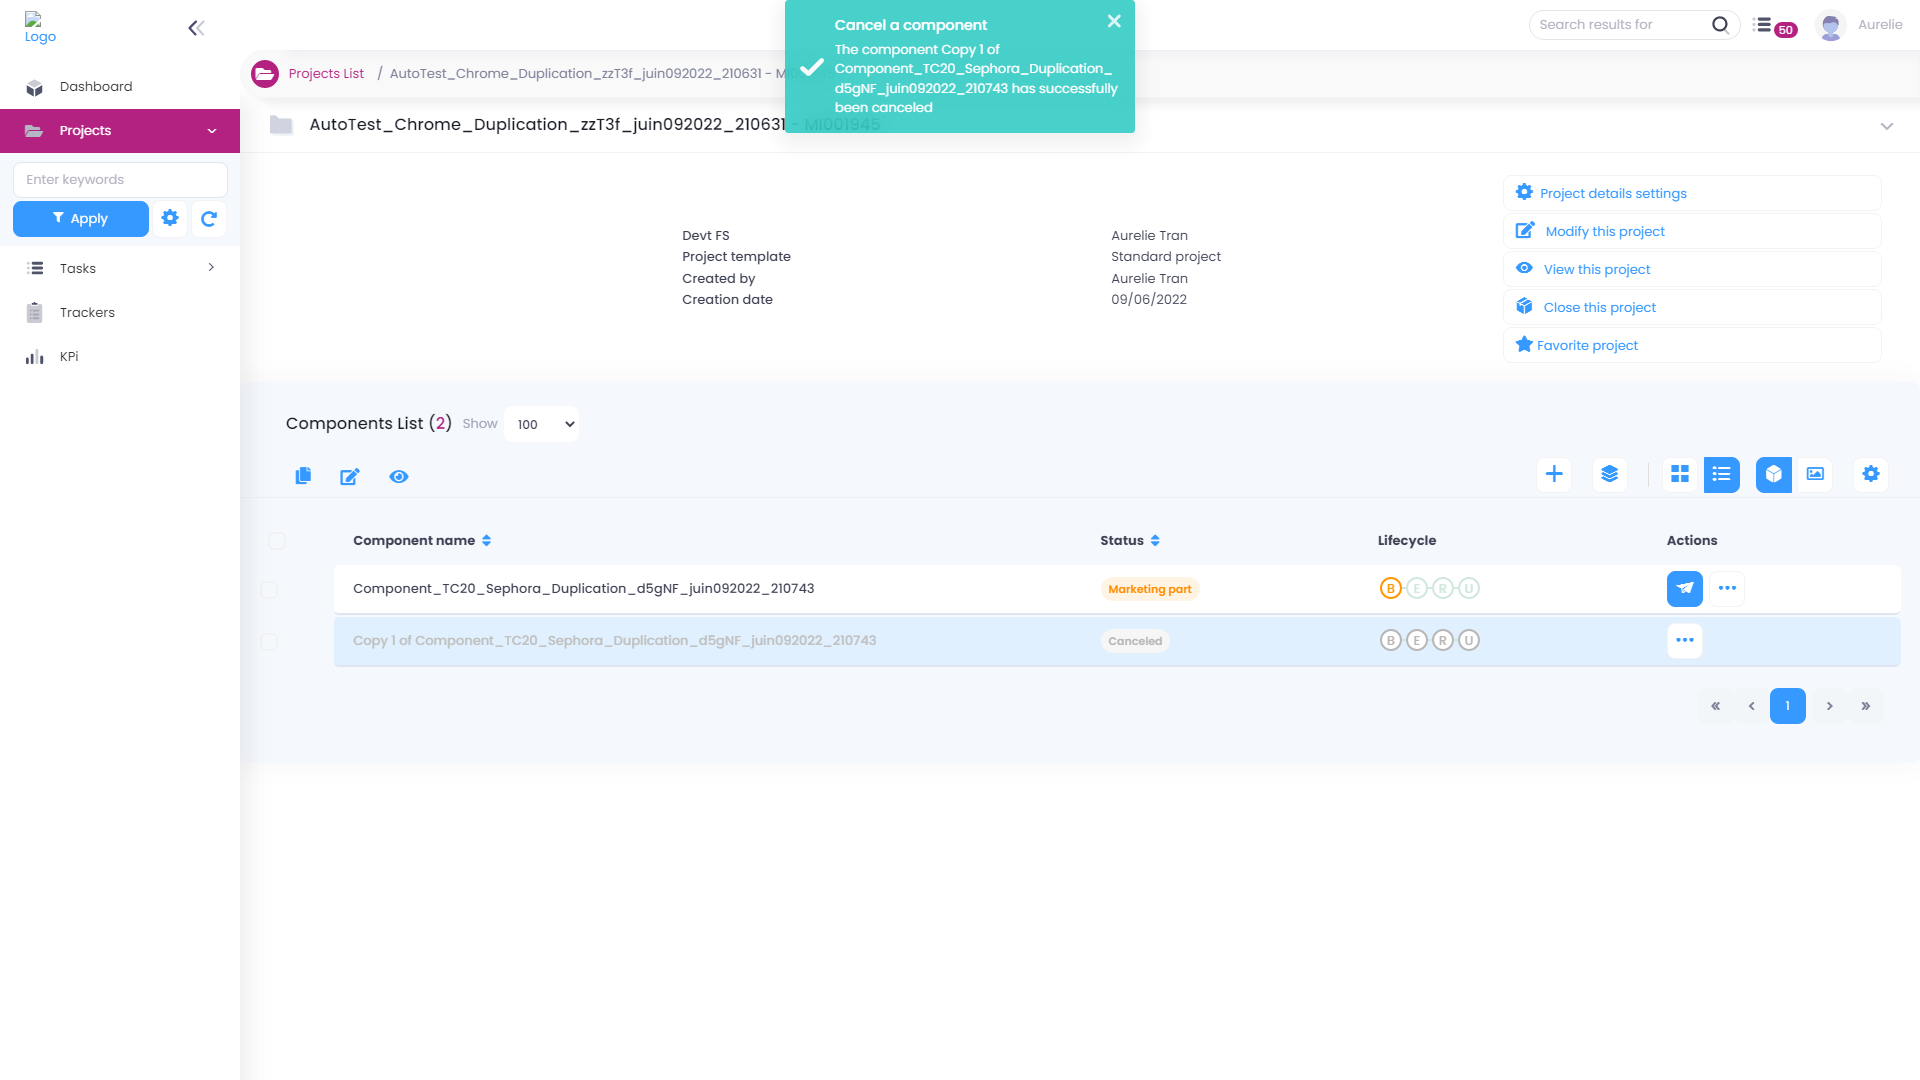 Logo
Search results for
50
Aurelie
Cancel a component
The component Copy 1 of
Component_TC20_Sephora_Duplication_
d5gNF_juin092022_210743 has successfully
been canceled
Dashboard
Projects
Enter keywords
Apply
Tasks
Trackers
KPi
Projects List / AutoTest_Chrome_Duplication_zzT3f_juin092022_210631 -
AutoTest_Chrome_Duplication_zzT3f_juin092022_210631 - MI001945
Devt FS Aurelie Tran
Project template Standard project
Created by Aurelie Tran
Creation date 09/06/2022
Project details settings
Modify this project
View this project
Close this project
Favorite project
Components List (2) Show 100
Component name Status Lifecycle Actions
Component_TC20_Sephora_Duplication_d5gNF_juin092022_210743 Marketing part B E R U
Copy 1 of Component_TC20_Sephora_Duplication_d5gNF_juin092022_210743 Canceled B E R U
« ‹ 1 › »